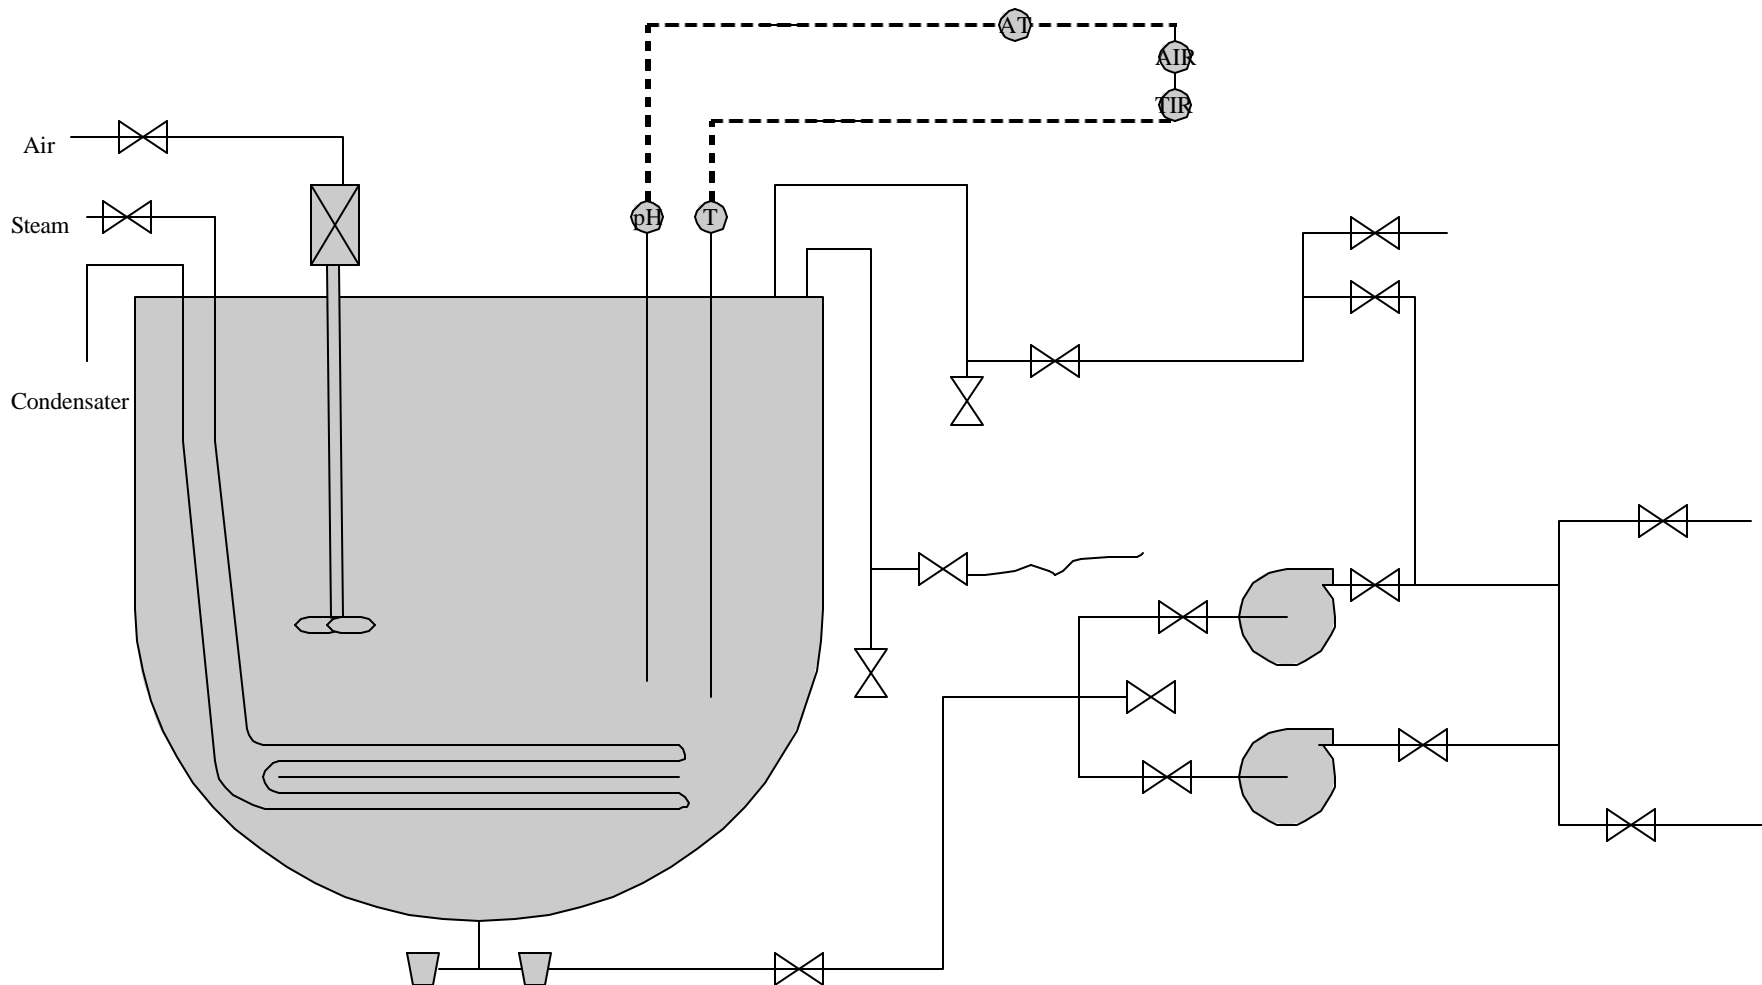 AT
AIR
TIR
Air
Steam
pH
T
Condensater